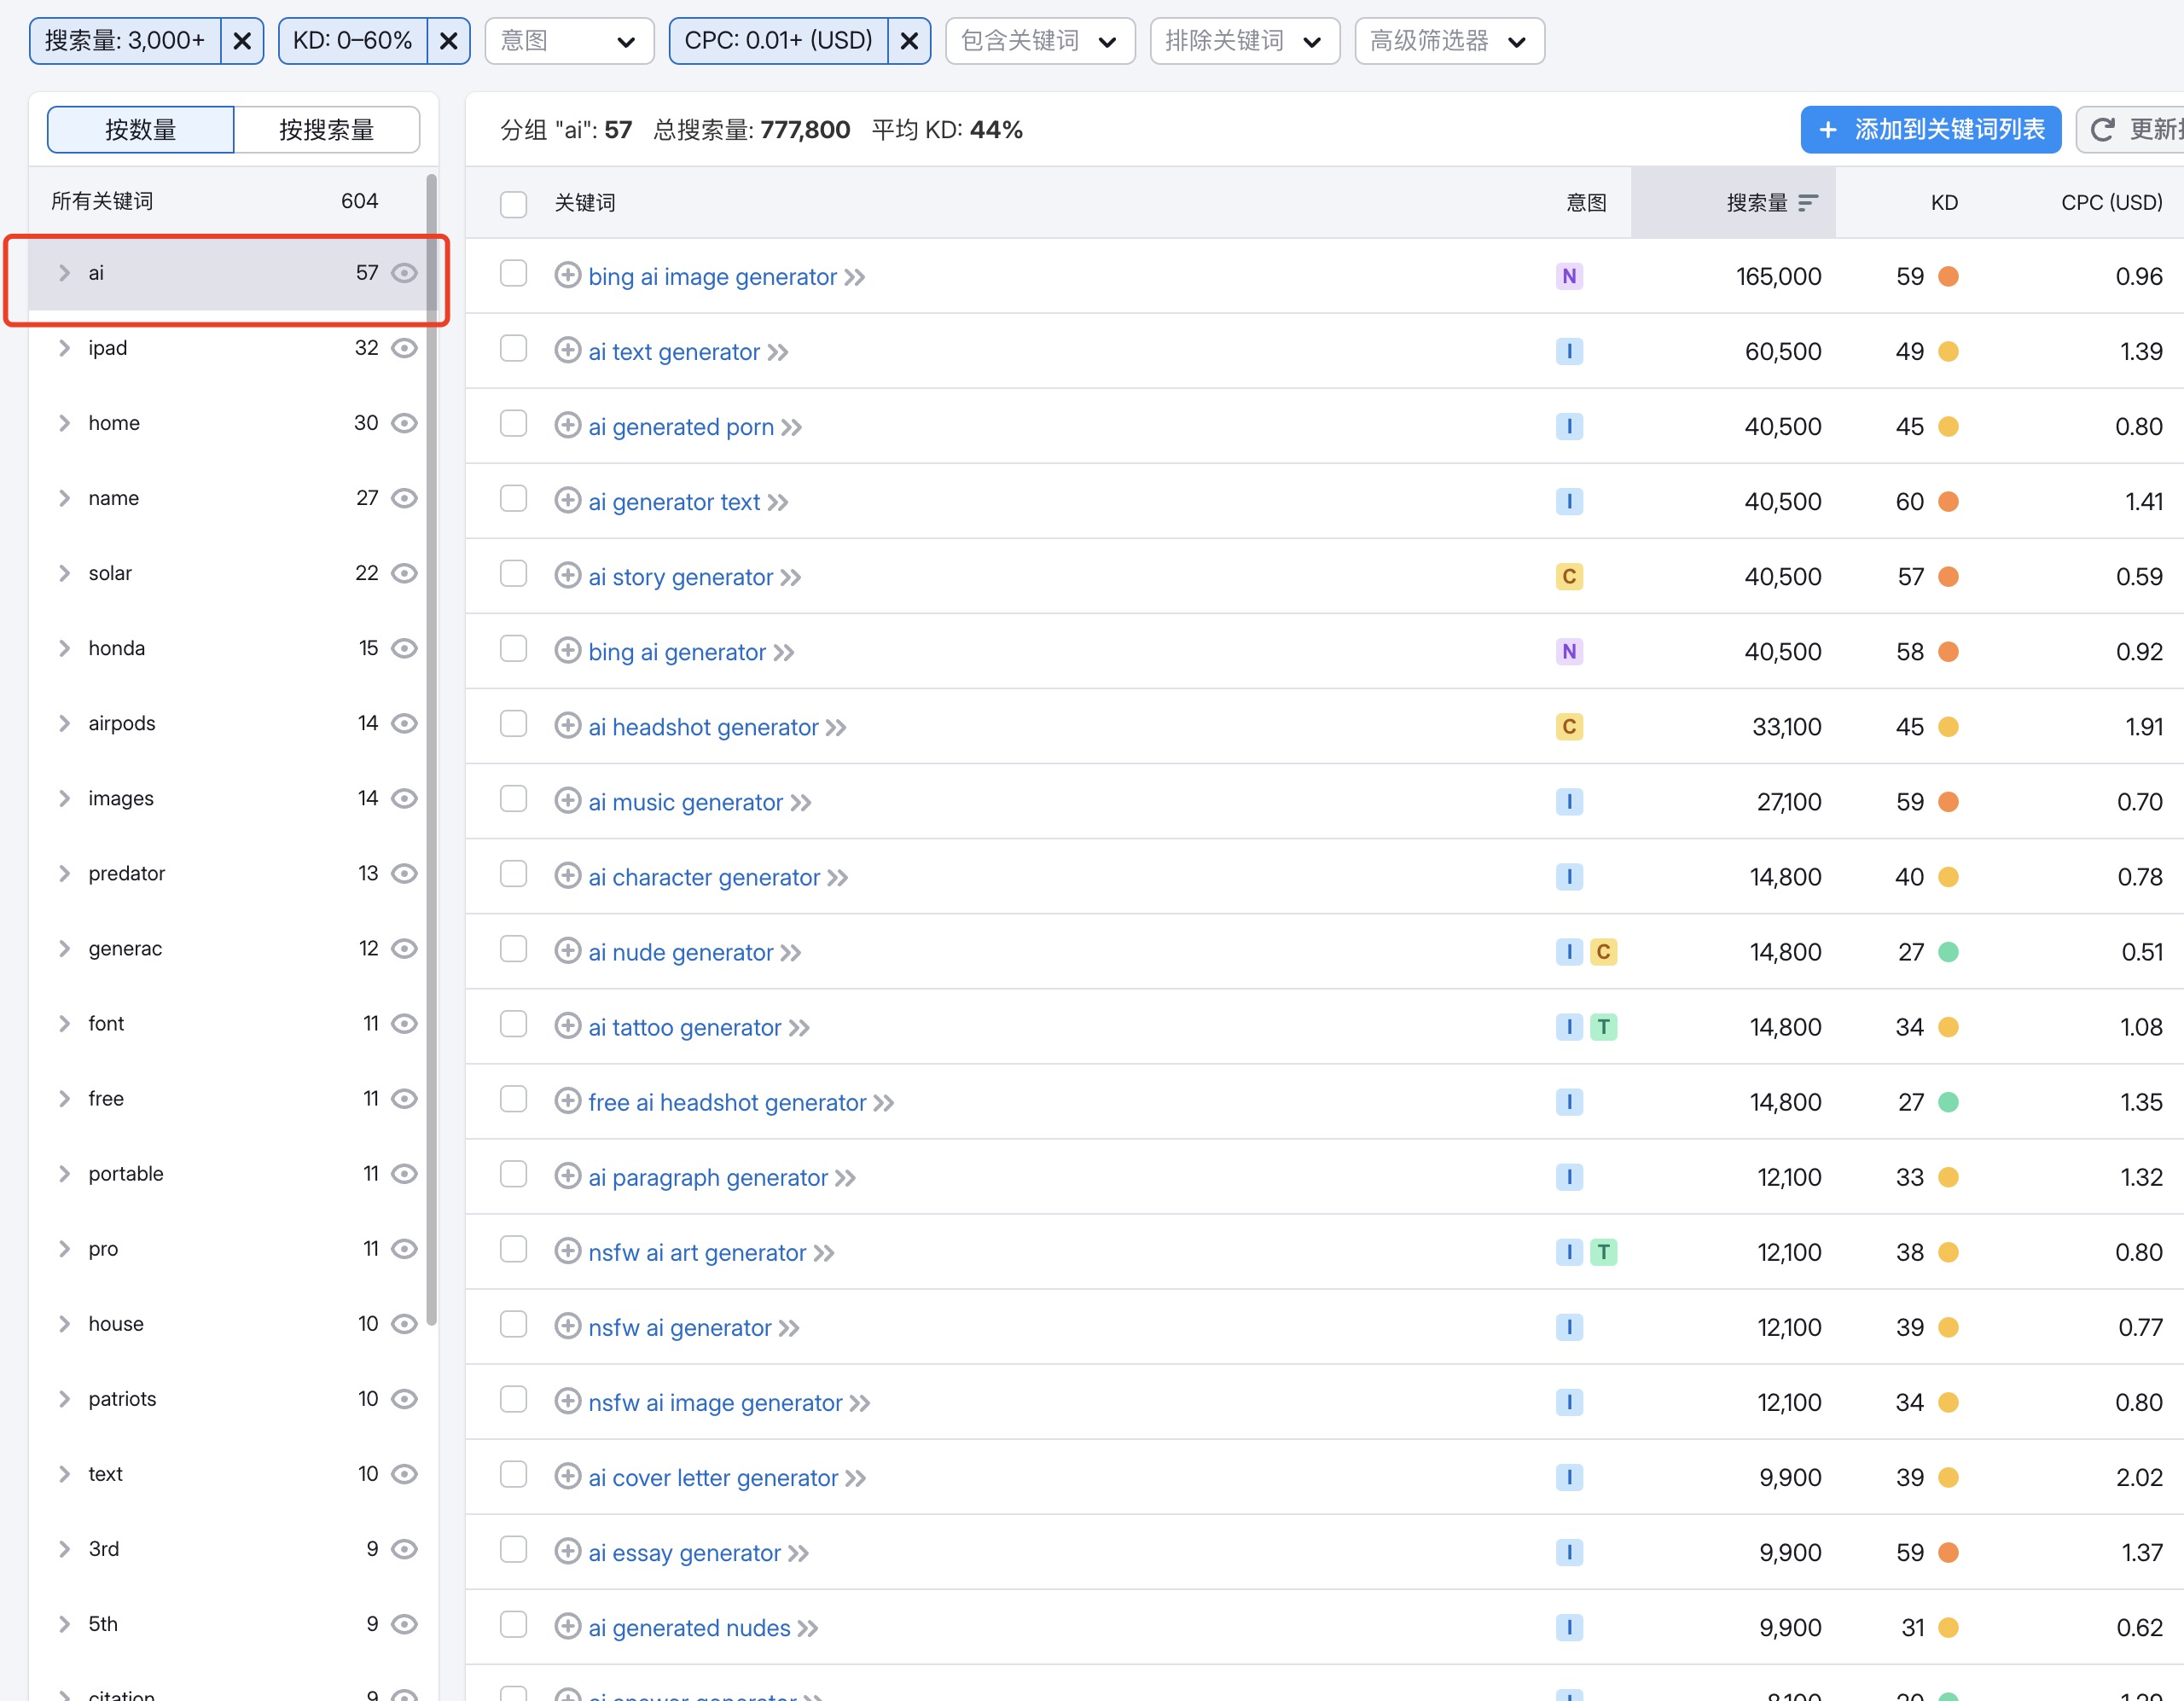 搜索量: 3,000+ KD: 0–60% 意图 CPC: 0.01+ (USD) 包含关键词 排除关键词 高级筛选器
按数量 按搜索量
分组 "ai": 57 总搜索量: 777,800 平均 KD: 44% + 添加到关键词列表 更新
所有关键词 604
ai 57
ipad 32
home 30
name 27
solar 22
honda 15
airpods 14
images 14
predator 13
generac 12
font 11
free 11
portable 11
pro 11
house 10
patriots 10
text 10
3rd 9
5th 9
citation 9
关键词 意图 搜索量 KD CPC (USD)
bing ai image generator N 165,000 59 0.96
ai text generator I 60,500 49 1.39
ai generated porn I 40,500 45 0.80
ai generator text I 40,500 60 1.41
ai story generator C 40,500 57 0.59
bing ai generator N 40,500 58 0.92
ai headshot generator C 33,100 45 1.91
ai music generator I 27,100 59 0.70
ai character generator I 14,800 40 0.78
ai nude generator I C 14,800 27 0.51
ai tattoo generator I T 14,800 34 1.08
free ai headshot generator I 14,800 27 1.35
ai paragraph generator I 12,100 33 1.32
nsfw ai art generator I T 12,100 38 0.80
nsfw ai generator I 12,100 39 0.77
nsfw ai image generator I 12,100 34 0.80
ai cover letter generator I 9,900 39 2.02
ai essay generator I 9,900 59 1.37
ai generated nudes I 9,900 31 0.62
ai answer generator I 8,100